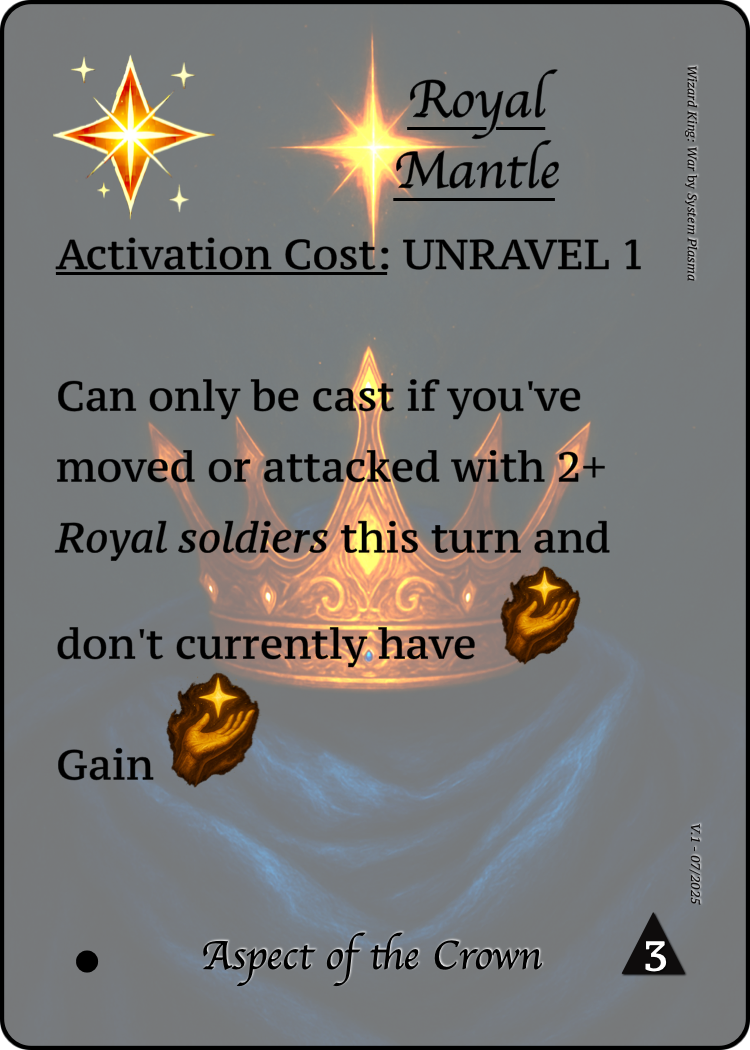 Royal
Mantle
Wizard King: War by System Plasma
Activation Cost: UNRAVEL 1
Can only be cast if you've
moved or attacked with 2+
Royal soldiers this turn and
don't currently have
Gain
V.1 - 07/2025
Aspect of the Crown
3